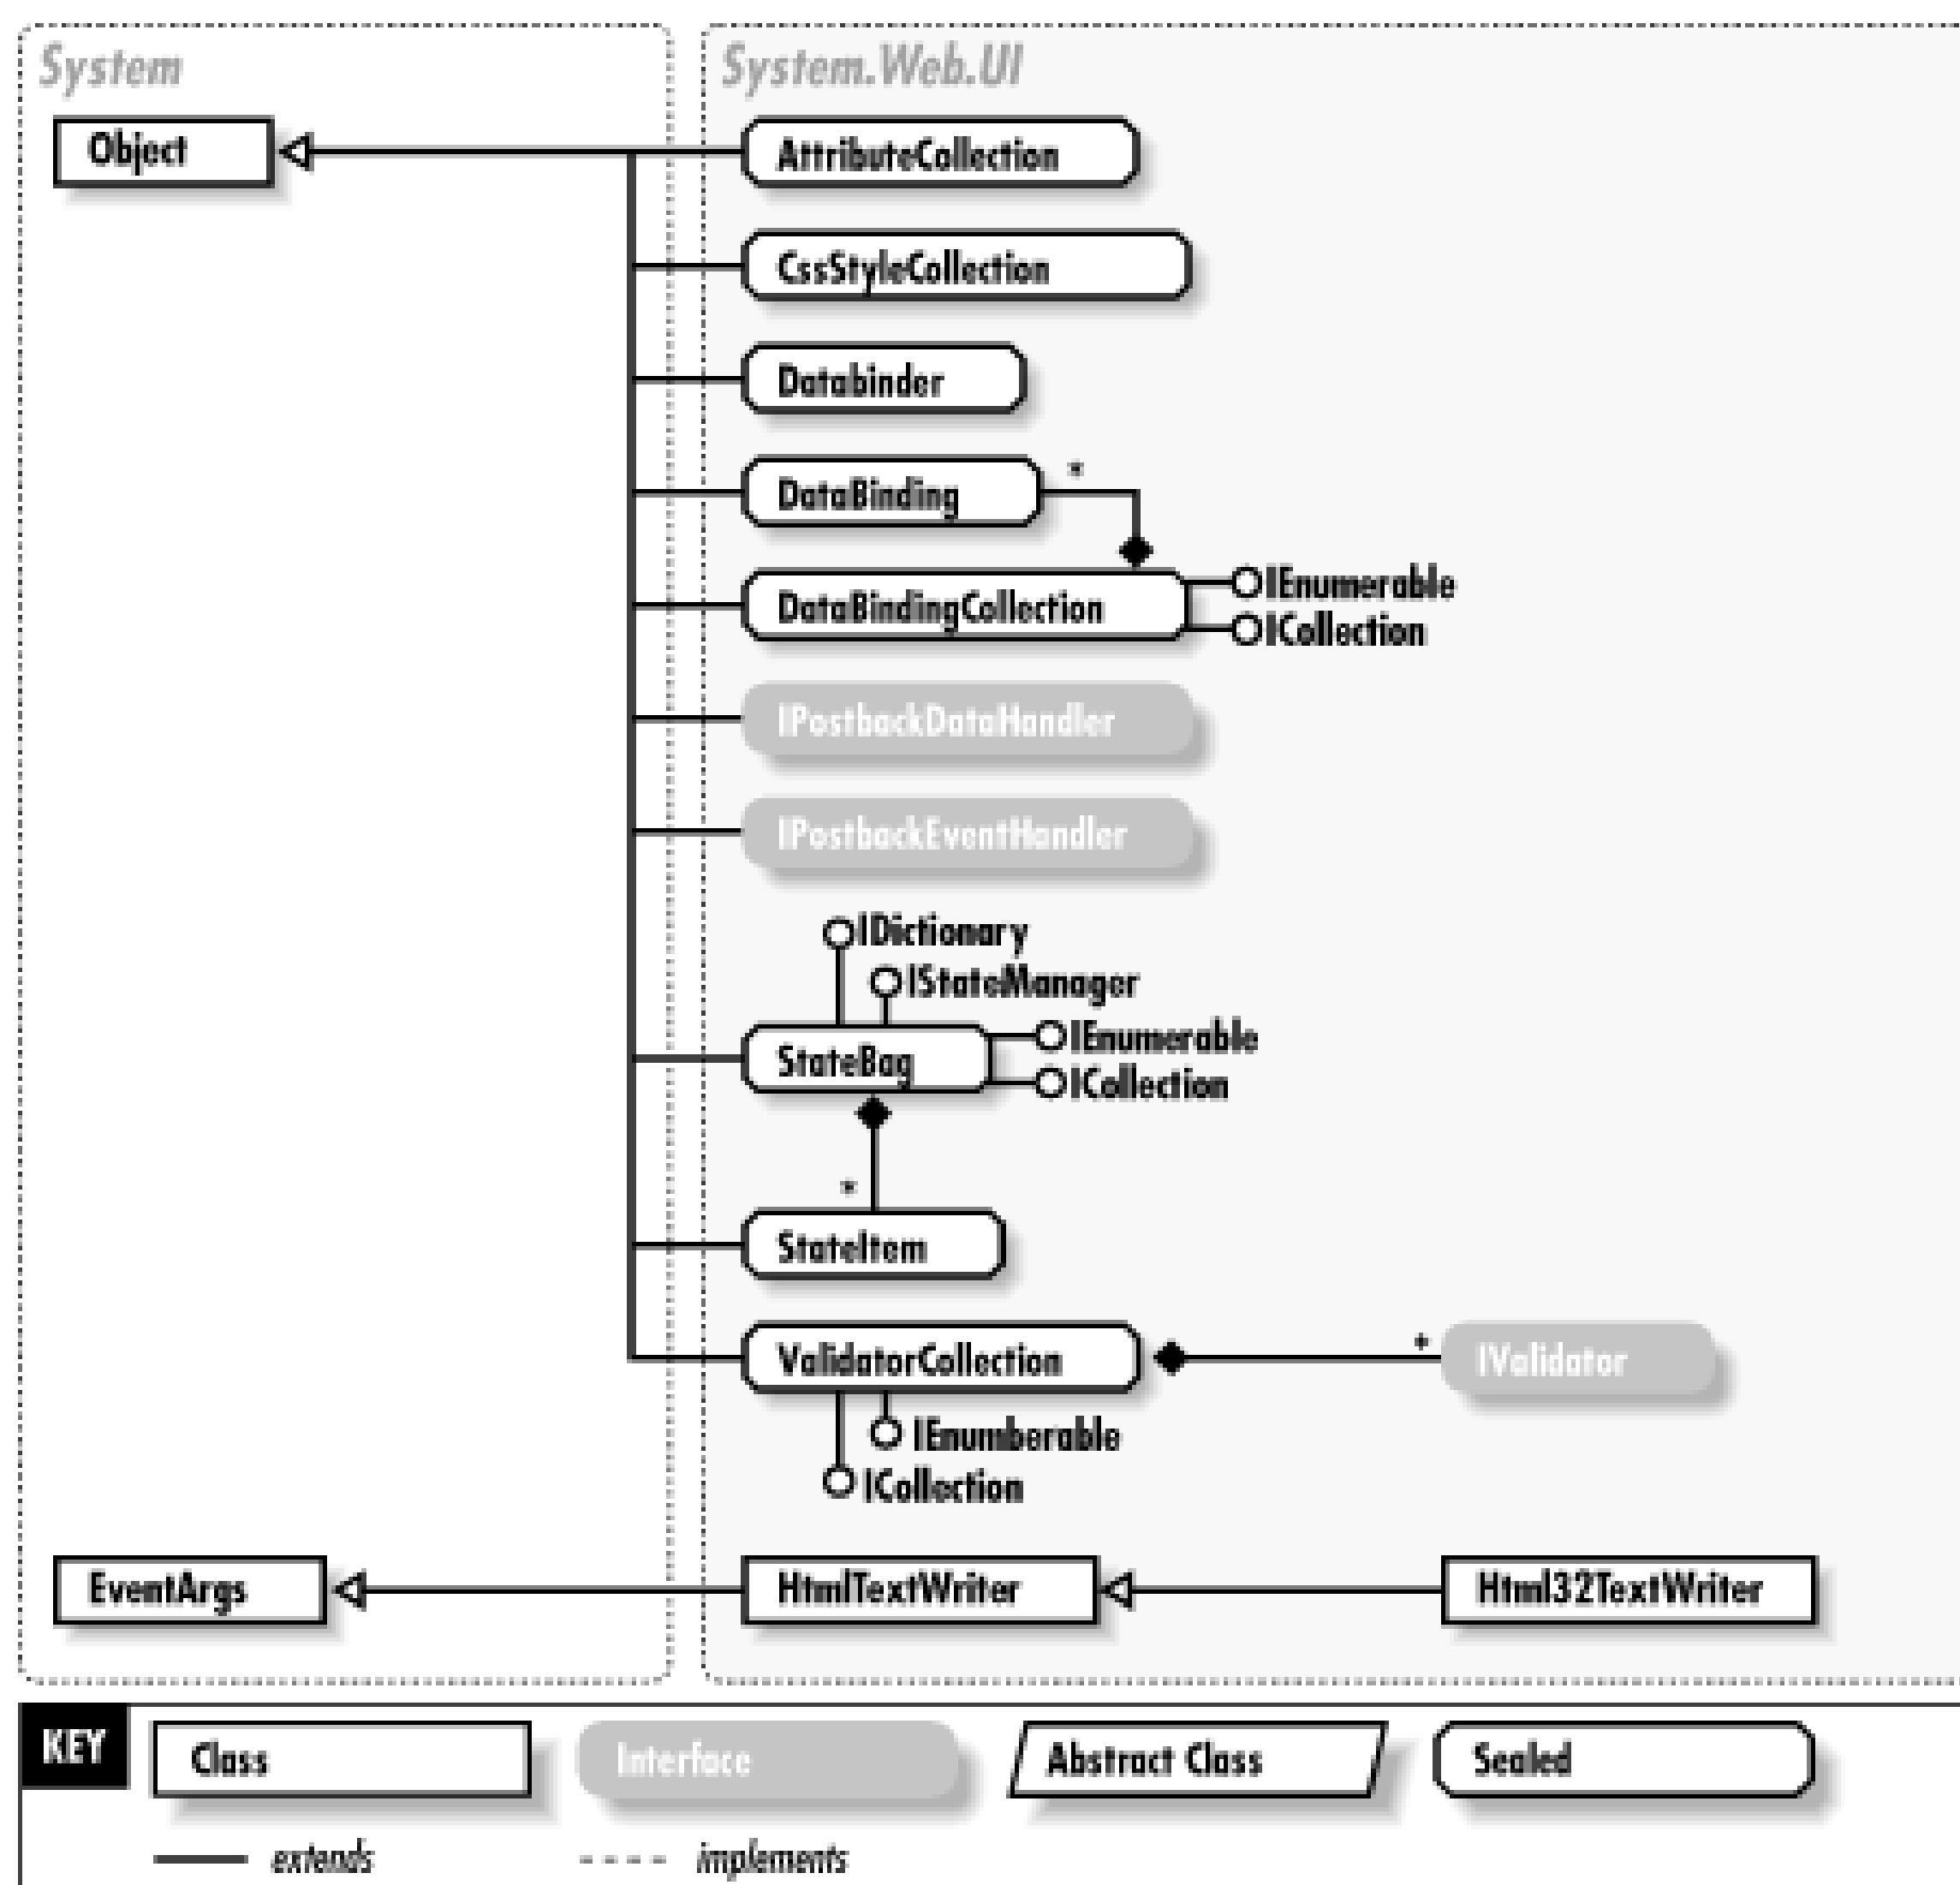 System
System.Web.UI
Object
AttributeCollection
CssStyleCollection
Databinder
DataBinding
*
DataBindingCollection
IEnumerable
ICollection
IPostbackDataHandler
IPostbackEventHandler
IDictionary
IStateManager
StateBag
IEnumerable
ICollection
*
StateItem
ValidatorCollection
*
IValidator
IEnumberable
ICollection
EventArgs
HtmlTextWriter
Html32TextWriter
KEY
Class
Interface
Abstract Class
Sealed
extends
implements